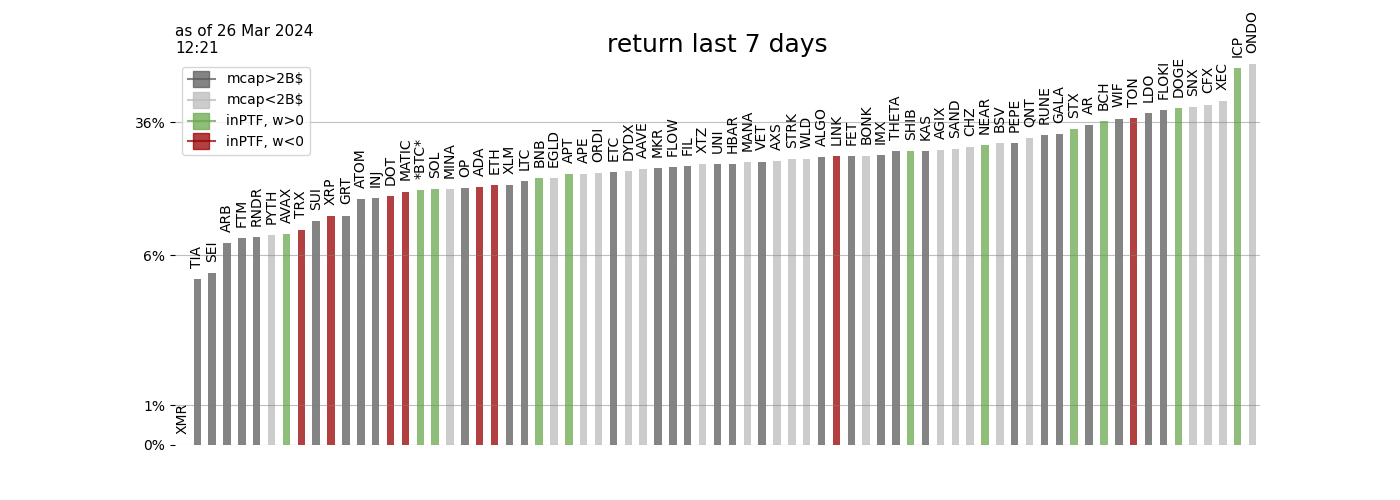 as of 26 Mar 2024
12:21
return last 7 days
mcap>2B$
mcap<2B$
inPTF, w>0
inPTF, w<0
36%
6%
1%
0%
XMR
TIA
SEI
ARB
FTM
RNDR
PYTH
AVAX
TRX
SUI
XRP
GRT
ATOM
INJ
DOT
MATIC
*BTC*
SOL
MINA
OP
ADA
ETH
XLM
LTC
BNB
EGLD
APT
APE
ORDI
ETC
DYDX
AAVE
MKR
FLOW
FIL
XTZ
UNI
HBAR
MANA
VET
AXS
STRK
WLD
ALGO
LINK
FET
BONK
IMX
THETA
SHIB
KAS
AGIX
SAND
CHZ
NEAR
BSV
PEPE
QNT
RUNE
GALA
STX
AR
BCH
WIF
TON
LDO
FLOKI
DOGE
SNX
CFX
XEC
ICP
ONDO